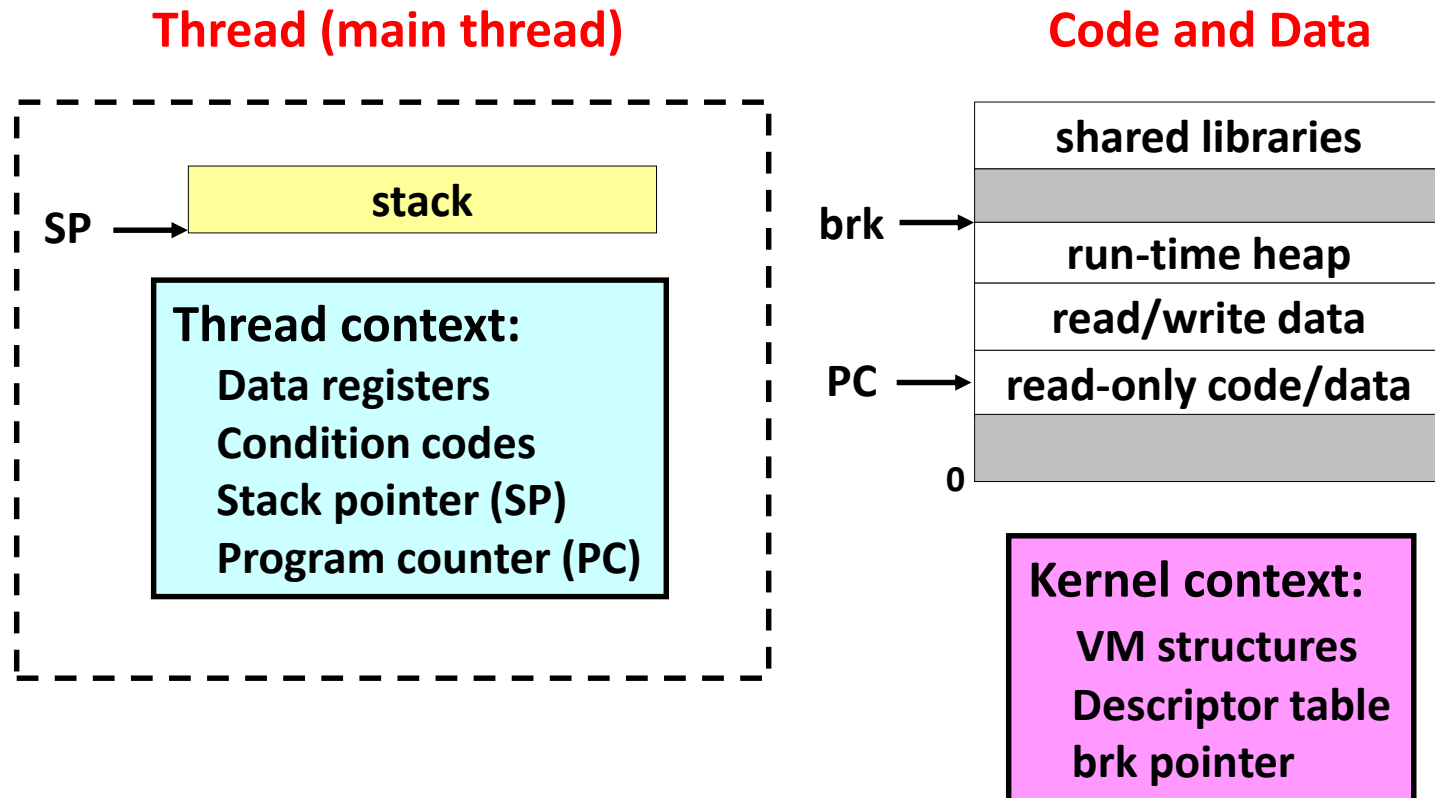 Thread (main thread)
stack
SP
Thread context:
Data registers
Condition codes
Stack pointer (SP)
Program counter (PC)
Code and Data
shared libraries
brk
run-time heap
read/write data
PC
read-only code/data
0
Kernel context:
VM structures
Descriptor table
brk pointer